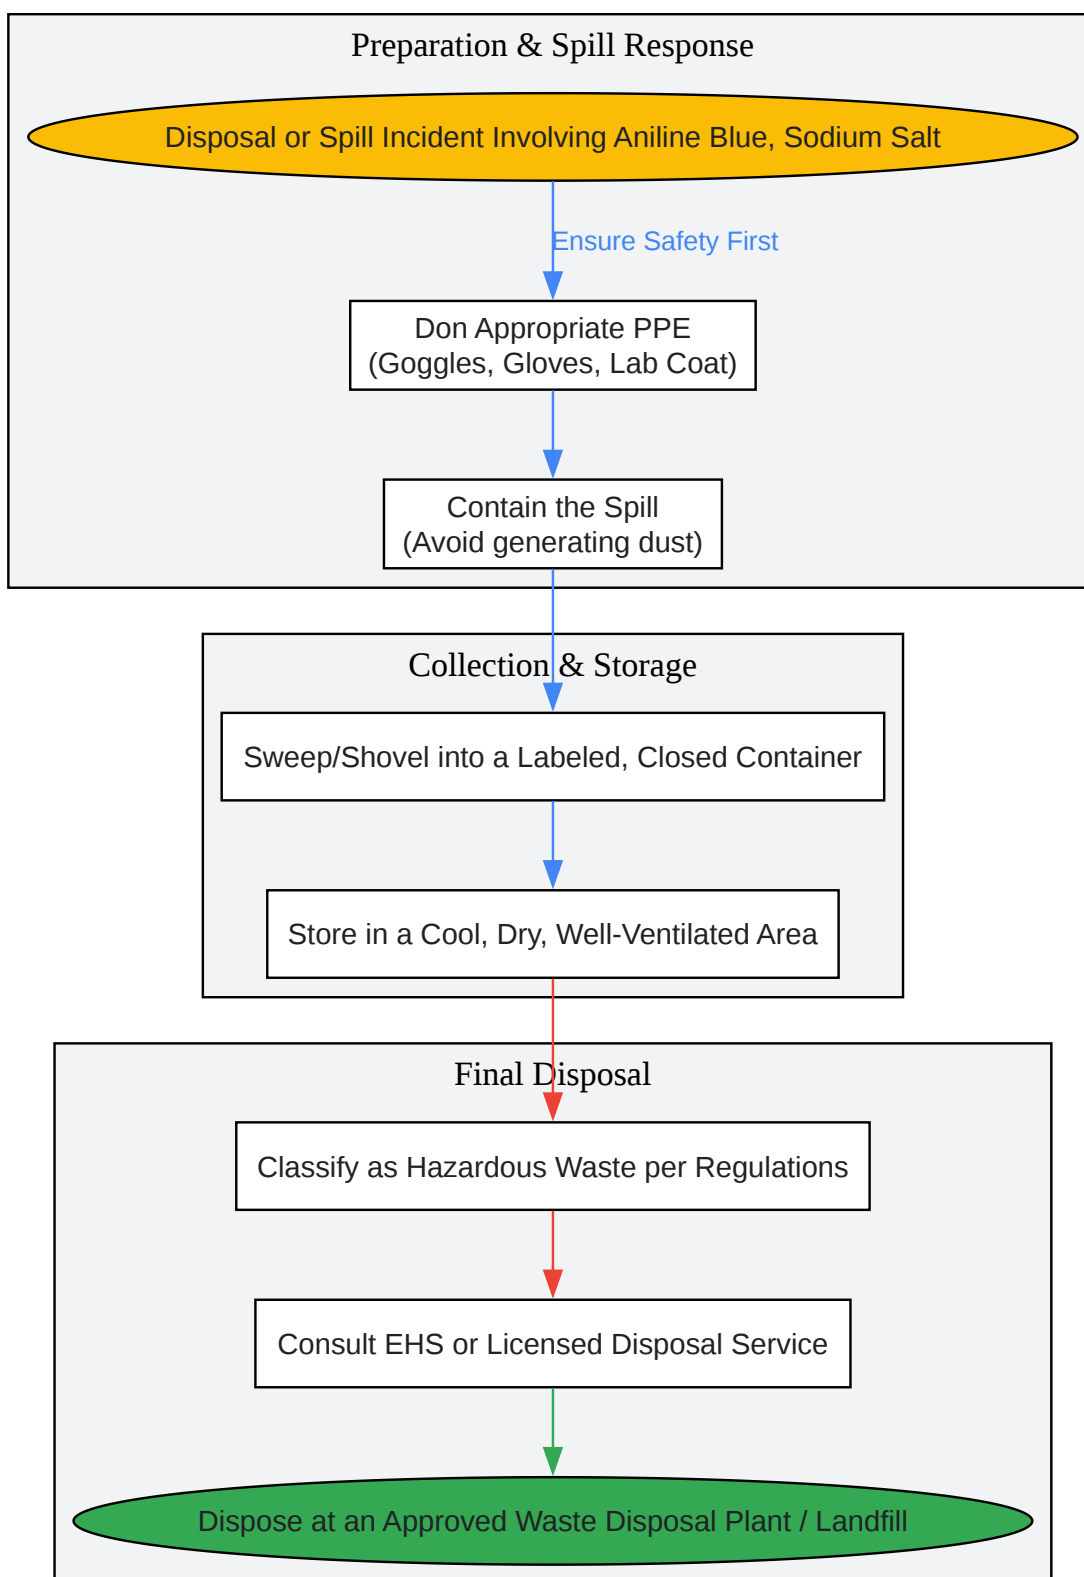 Preparation & Spill Response
Disposal or Spill Incident Involving Aniline Blue, Sodium Salt
Ensure Safety First
Don Appropriate PPE
(Goggles, Gloves, Lab Coat)
Contain the Spill
(Avoid generating dust)
Collection & Storage
Sweep/Shovel into a Labeled, Closed Container
Store in a Cool, Dry, Well-Ventilated Area
Final Disposal
Classify as Hazardous Waste per Regulations
Consult EHS or Licensed Disposal Service
Dispose at an Approved Waste Disposal Plant / Landfill